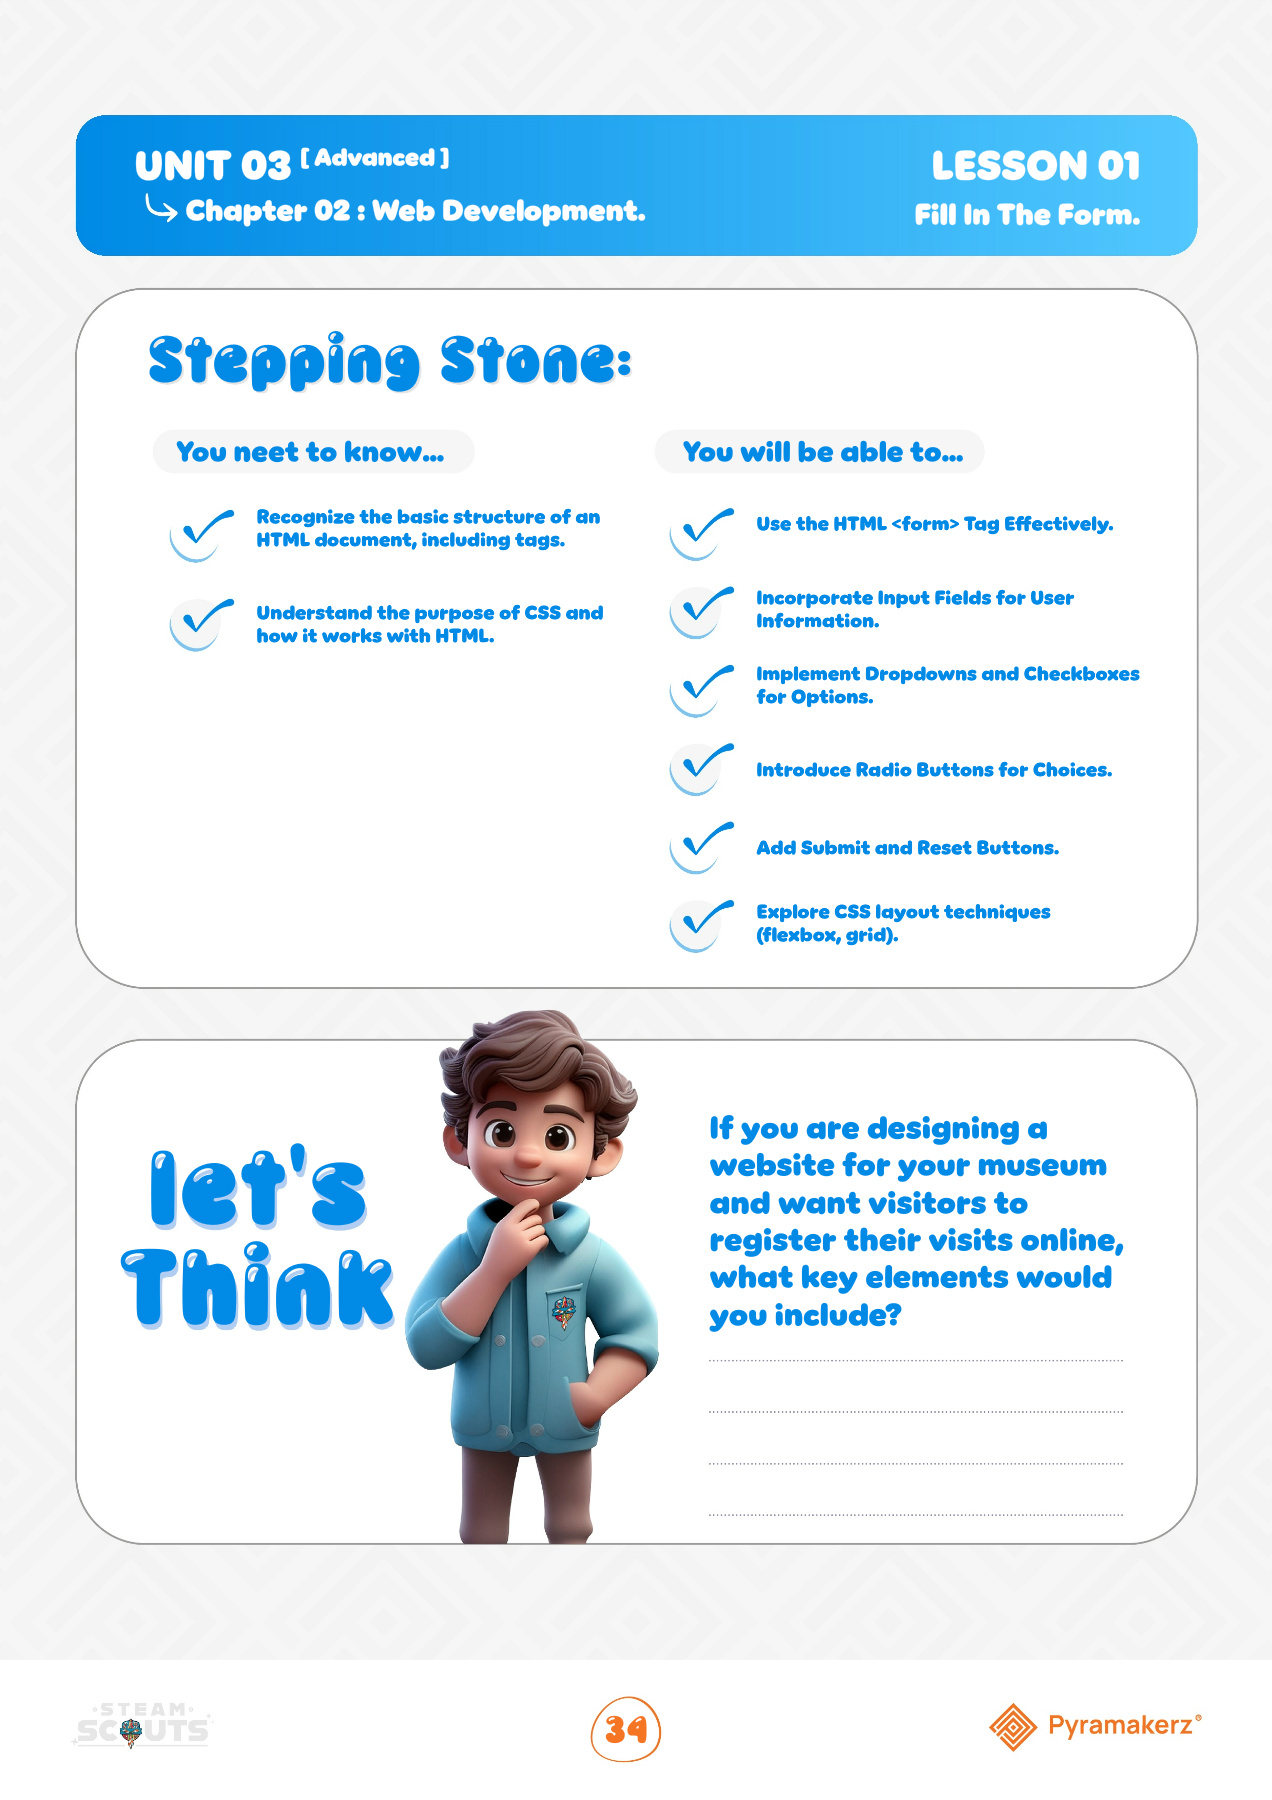 UNIT 03 [ Advanced ]
Chapter 02 : Web Development.
LESSON 01
Fill In The Form.
Stepping Stone:
You neet to know...
Recognize the basic structure of an
HTML document, including tags.
Understand the purpose of CSS and
how it works with HTML.
You will be able to...
Use the HTML <form> Tag Effectively.
Incorporate Input Fields for User
Information.
Implement Dropdowns and Checkboxes
for Options.
Introduce Radio Buttons for Choices.
Add Submit and Reset Buttons.
Explore CSS layout techniques
(flexbox, grid).
let's
Think
If you are designing a
website for your museum
and want visitors to
register their visits online,
what key elements would
you include?
STEAM
SCOUTS
34
Pyramakerz®